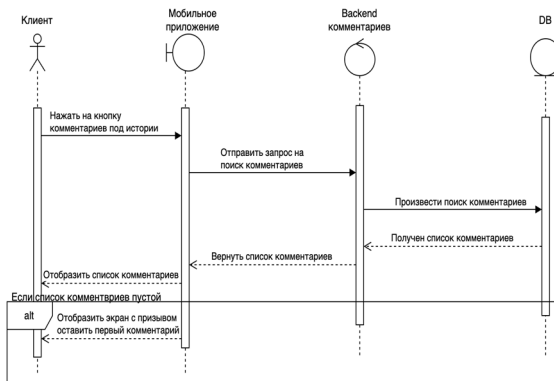 Клиент
Мобильное
приложение
Backend
комментариев
DB
Нажать на кнопку
комментариев под истории
Отправить запрос на
поиск комментариев
Произвести поиск комментариев
Получен список комментариев
Вернуть список комментариев
Отобразить список комментариев
Если список комментвриев пустой
alt
Отобразить экран с призывом
оставить первый комментарий